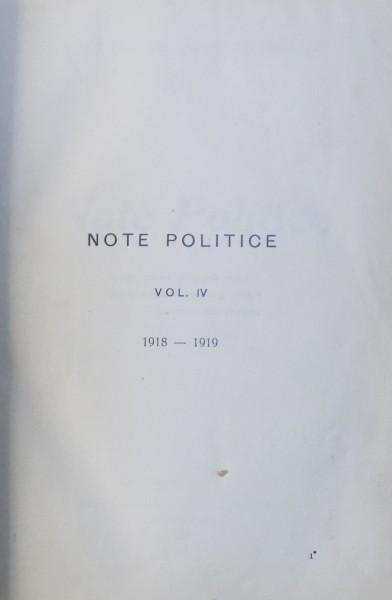 NOTE POLITICE
VOL. IV
1918 — 1919
1*